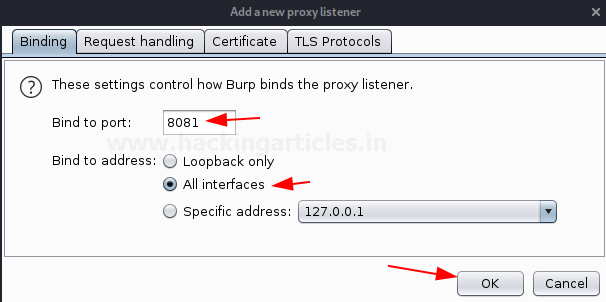 Add a new proxy listener
Binding Request handling Certificate TLS Protocols
? These settings control how Burp binds the proxy listener.
Bind to port: 8081
www.hackingarticles.in
Bind to address: Loopback only
All interfaces
Specific address: 127.0.0.1
OK Cancel